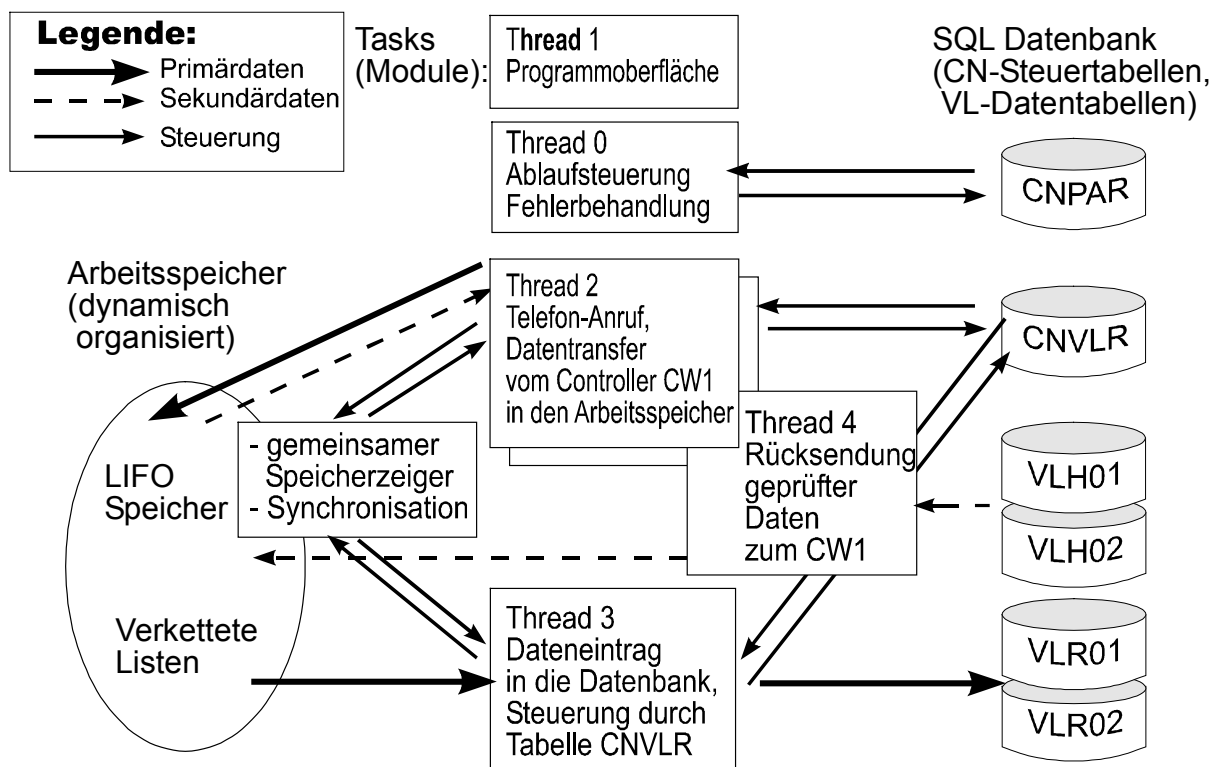 Legende:
Primärdaten
Sekundärdaten
Steuerung
Tasks
(Module):
Thread 1
Programmoberfläche
SQL Datenbank
(CN-Steuertabellen,
VL-Datentabellen)
Thread 0
Ablaufsteuerung
Fehlerbehandlung
CNPAR
Arbeitsspeicher
(dynamisch
organisiert)
Thread 2
Telefon-Anruf,
Datentransfer
vom Controller CW1
in den Arbeitsspeicher
CNVLR
LIFO
Speicher
- gemeinsamer
Speicherzeiger
- Synchronisation
Thread 4
Rücksendung
geprüfter
Daten
zum CW1
VLH01
VLH02
Verkettete
Listen
Thread 3
Dateneintrag
in die Datenbank,
Steuerung durch
Tabelle CNVLR
VLR01
VLR02